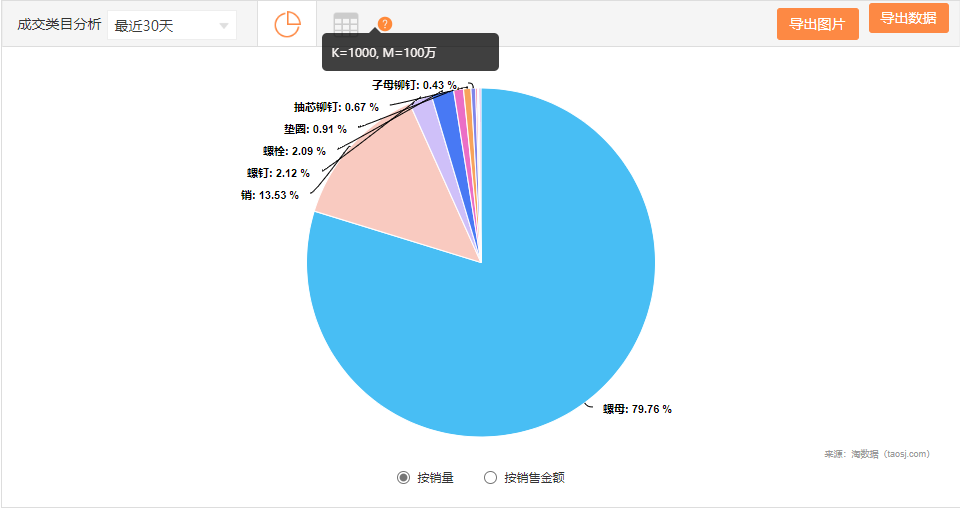 成交类目分析 最近30天 导出图片 导出数据
?
K=1000, M=100万
子母铆钉: 0.43 %
抽芯铆钉: 0.67 %
垫圈: 0.91 %
螺栓: 2.09 %
螺钉: 2.12 %
销: 13.53 %
螺母: 79.76 %
来源：淘数据（taosj.com）
按销量 按销售金额